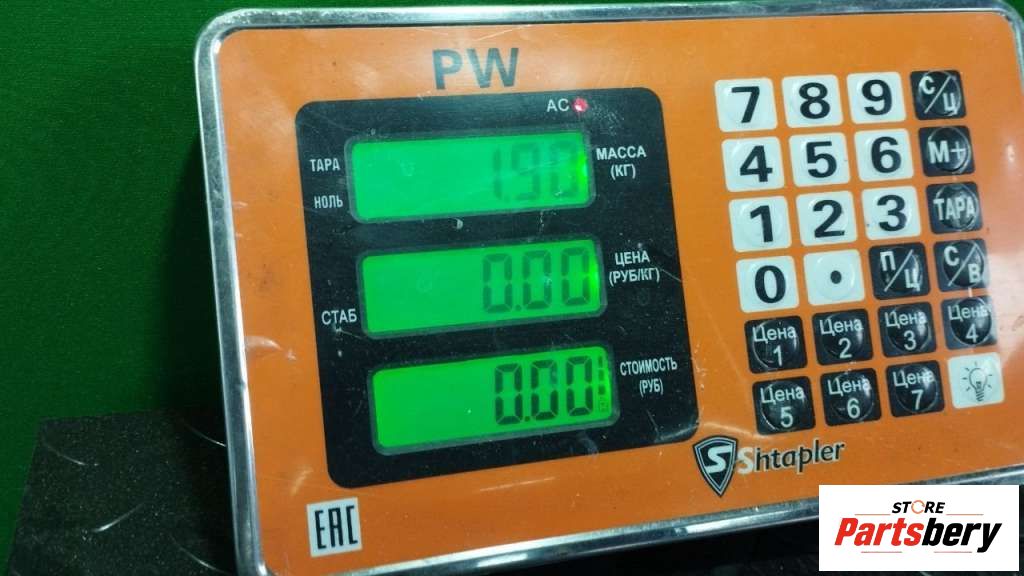 PW
AC
ТАРА
НОЛЬ
1.90
МАССА
(КГ)
0.00
ЦЕНА
(РУБ/КГ)
СТАБ
0.00
СТОИМОСТЬ
(РУБ)
7 8 9 С/Ц
4 5 6 М+
1 2 3 ТАРА
0 • П/Ц С/В
Цена 1 Цена 2 Цена 3 Цена 4
Цена 5 Цена 6 Цена 7
S Shtapler
EAC
STORE
Partsbery